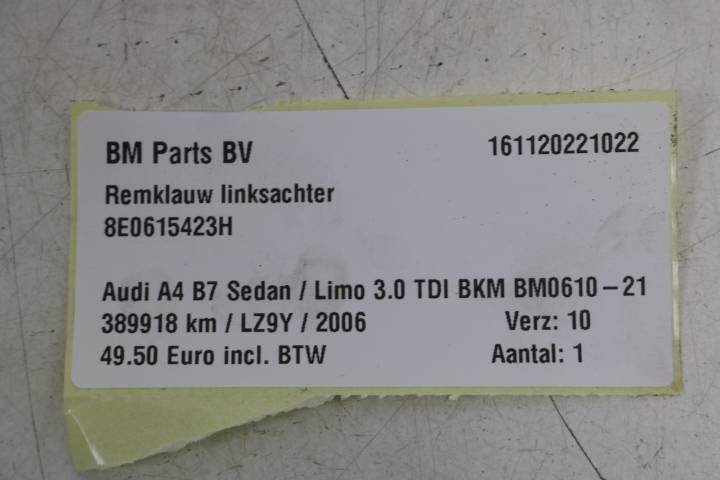 BM Parts BV 161120221022
Remklauw linksachter
8E0615423H
Audi A4 B7 Sedan / Limo 3.0 TDI BKM BM0610-21
389918 km / LZ9Y / 2006 Verz: 10
49.50 Euro incl. BTW Aantal: 1